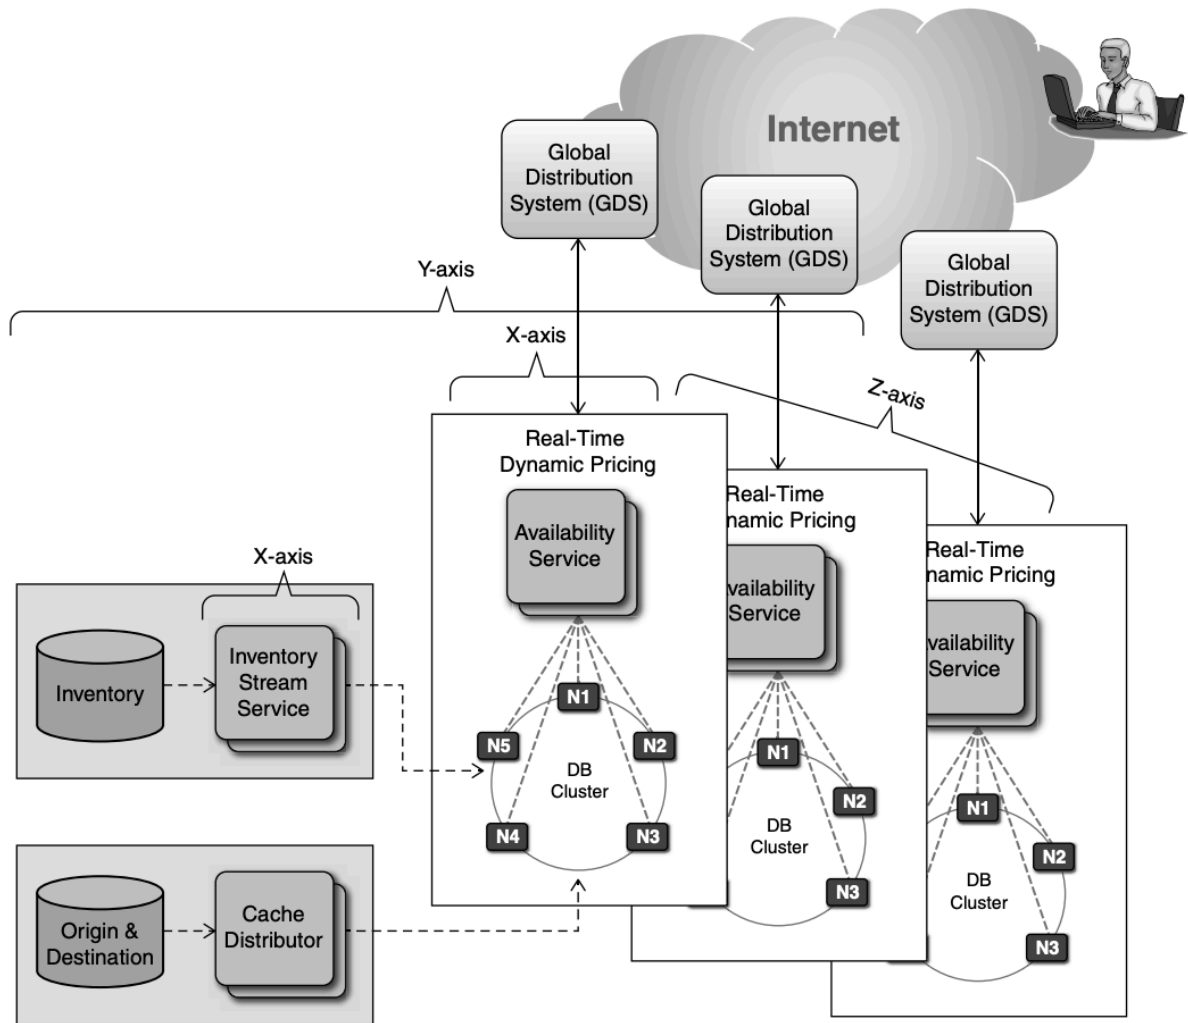 Internet
Global
Distribution
System (GDS)
Global
Distribution
System (GDS)
Global
Distribution
System (GDS)
Y-axis
X-axis
Z-axis
Real-Time
Dynamic Pricing
Availability
Service
N1
N5
N2
DB
Cluster
N4
N3
Real-Time
namic Pricing
vailability
Service
N1
N2
DB
Cluster
N3
Real-Time
namic Pricing
vailability
Service
N1
N2
DB
Cluster
N3
X-axis
Inventory
Inventory
Stream
Service
Origin &
Destination
Cache
Distributor